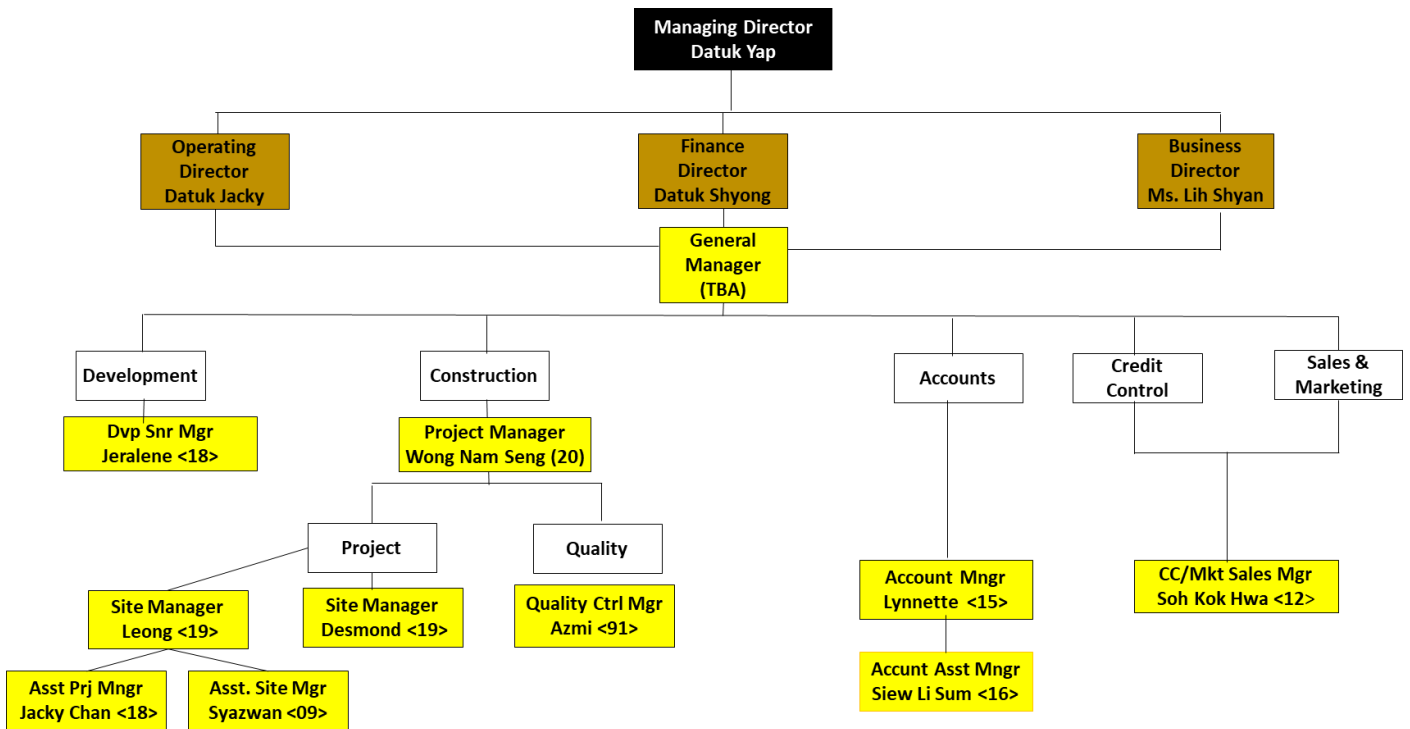 Managing Director
Datuk Yap
Operating
Director
Datuk Jacky
Finance
Director
Datuk Shyong
Business
Director
Ms. Lih Shyan
General
Manager
(TBA)
Development
Construction
Accounts
Credit
Control
Sales &
Marketing
Dvp Snr Mgr
Jeralene <18>
Project Manager
Wong Nam Seng (20)
Project
Quality
Site Manager
Leong <19>
Site Manager
Desmond <19>
Quality Ctrl Mgr
Azmi <91>
Account Mngr
Lynnette <15>
CC/Mkt Sales Mgr
Soh Kok Hwa <12>
Asst Prj Mngr
Jacky Chan <18>
Asst. Site Mgr
Syazwan <09>
Accunt Asst Mngr
Siew Li Sum <16>